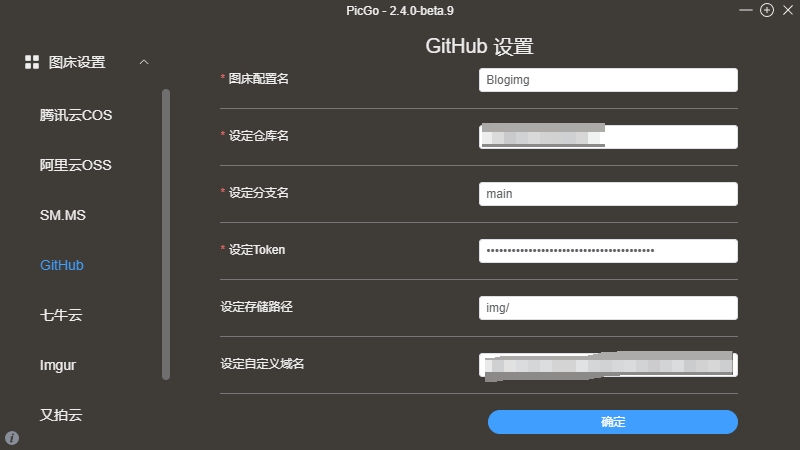 PicGo - 2.4.0-beta.9
图床设置
腾讯云COS
阿里云OSS
SM.MS
GitHub
七牛云
Imgur
又拍云
GitHub 设置
* 图床配置名
Blogimg
* 设定仓库名
* 设定分支名
main
* 设定Token
设定存储路径
img/
设定自定义域名
确定